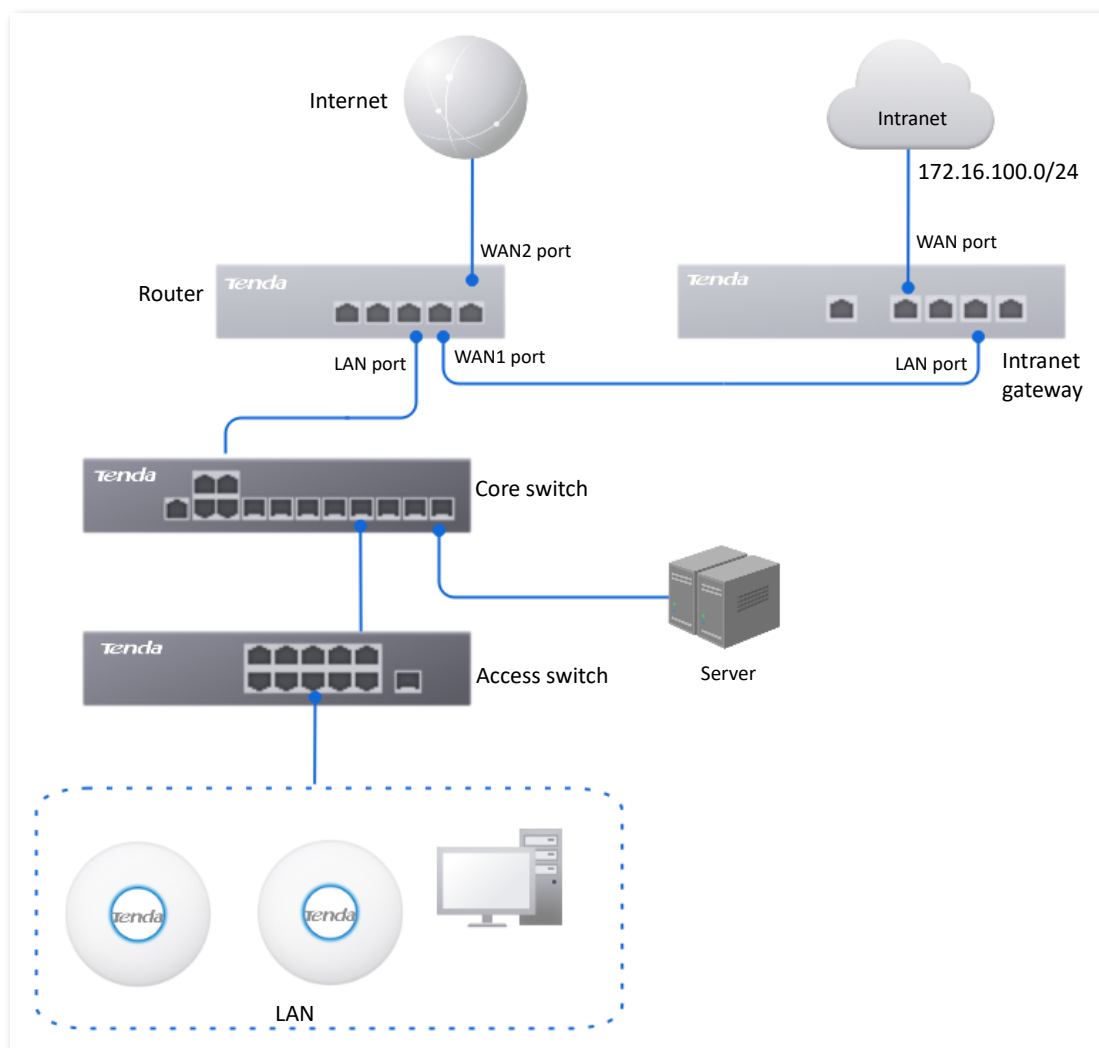 Internet
Intranet
172.16.100.0/24
WAN2 port
WAN port
Tenda
Tenda
Router
LAN port
WAN1 port
LAN port
Intranet
gateway
Tenda
Core switch
Tenda
Access switch
Server
Tenda
Tenda
LAN